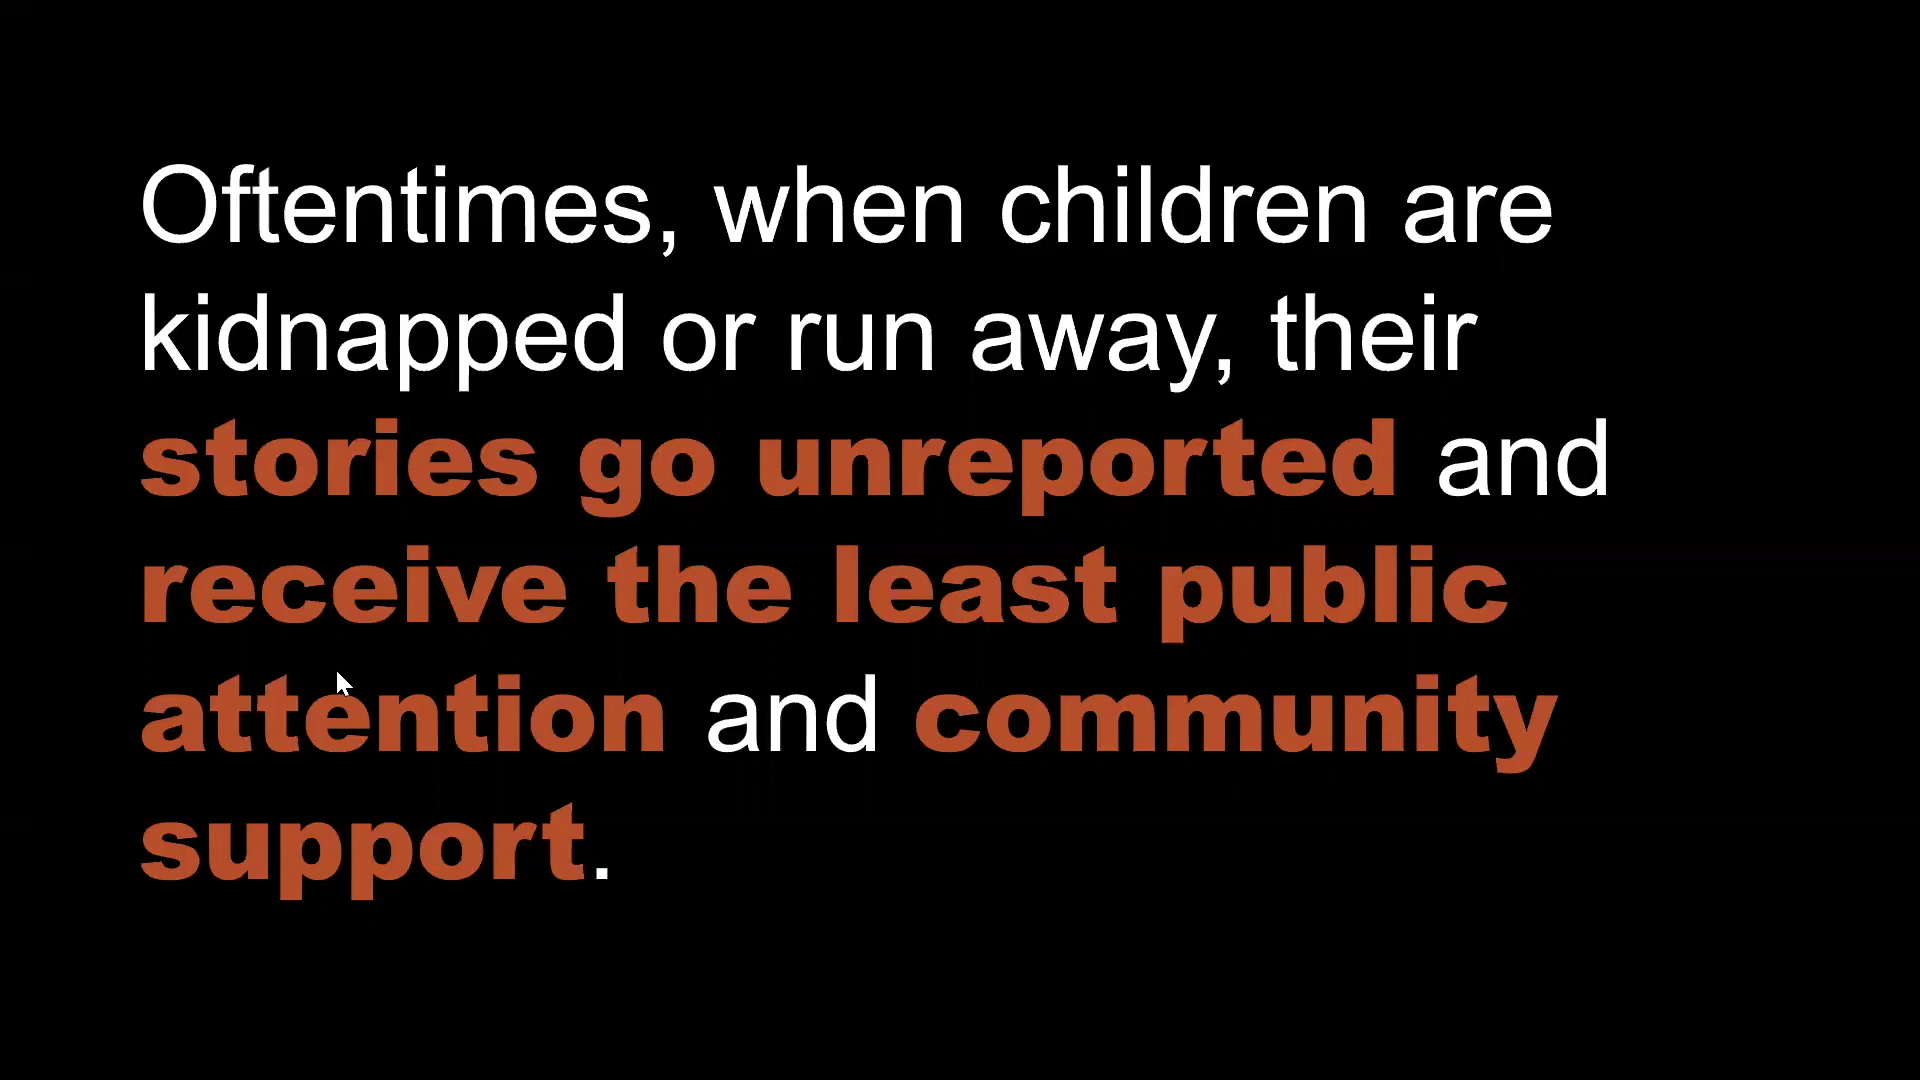 Oftentimes, when children are
kidnapped or run away, their
stories go unreported and
receive the least public
attention and community
support.